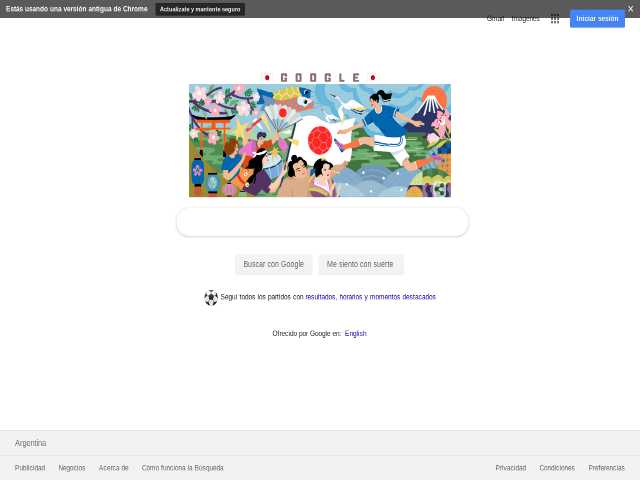 Estás usando una versión antigua de Chrome Actualízate y mantente seguro X
Gmail Imágenes Iniciar sesión
GOOGLE
Buscar con Google Me siento con suerte
Seguí todos los partidos con resultados, horarios y momentos destacados
Ofrecido por Google en: English
Argentina
Publicidad Negocios Acerca de Cómo funciona la Búsqueda Privacidad Condiciones Preferencias